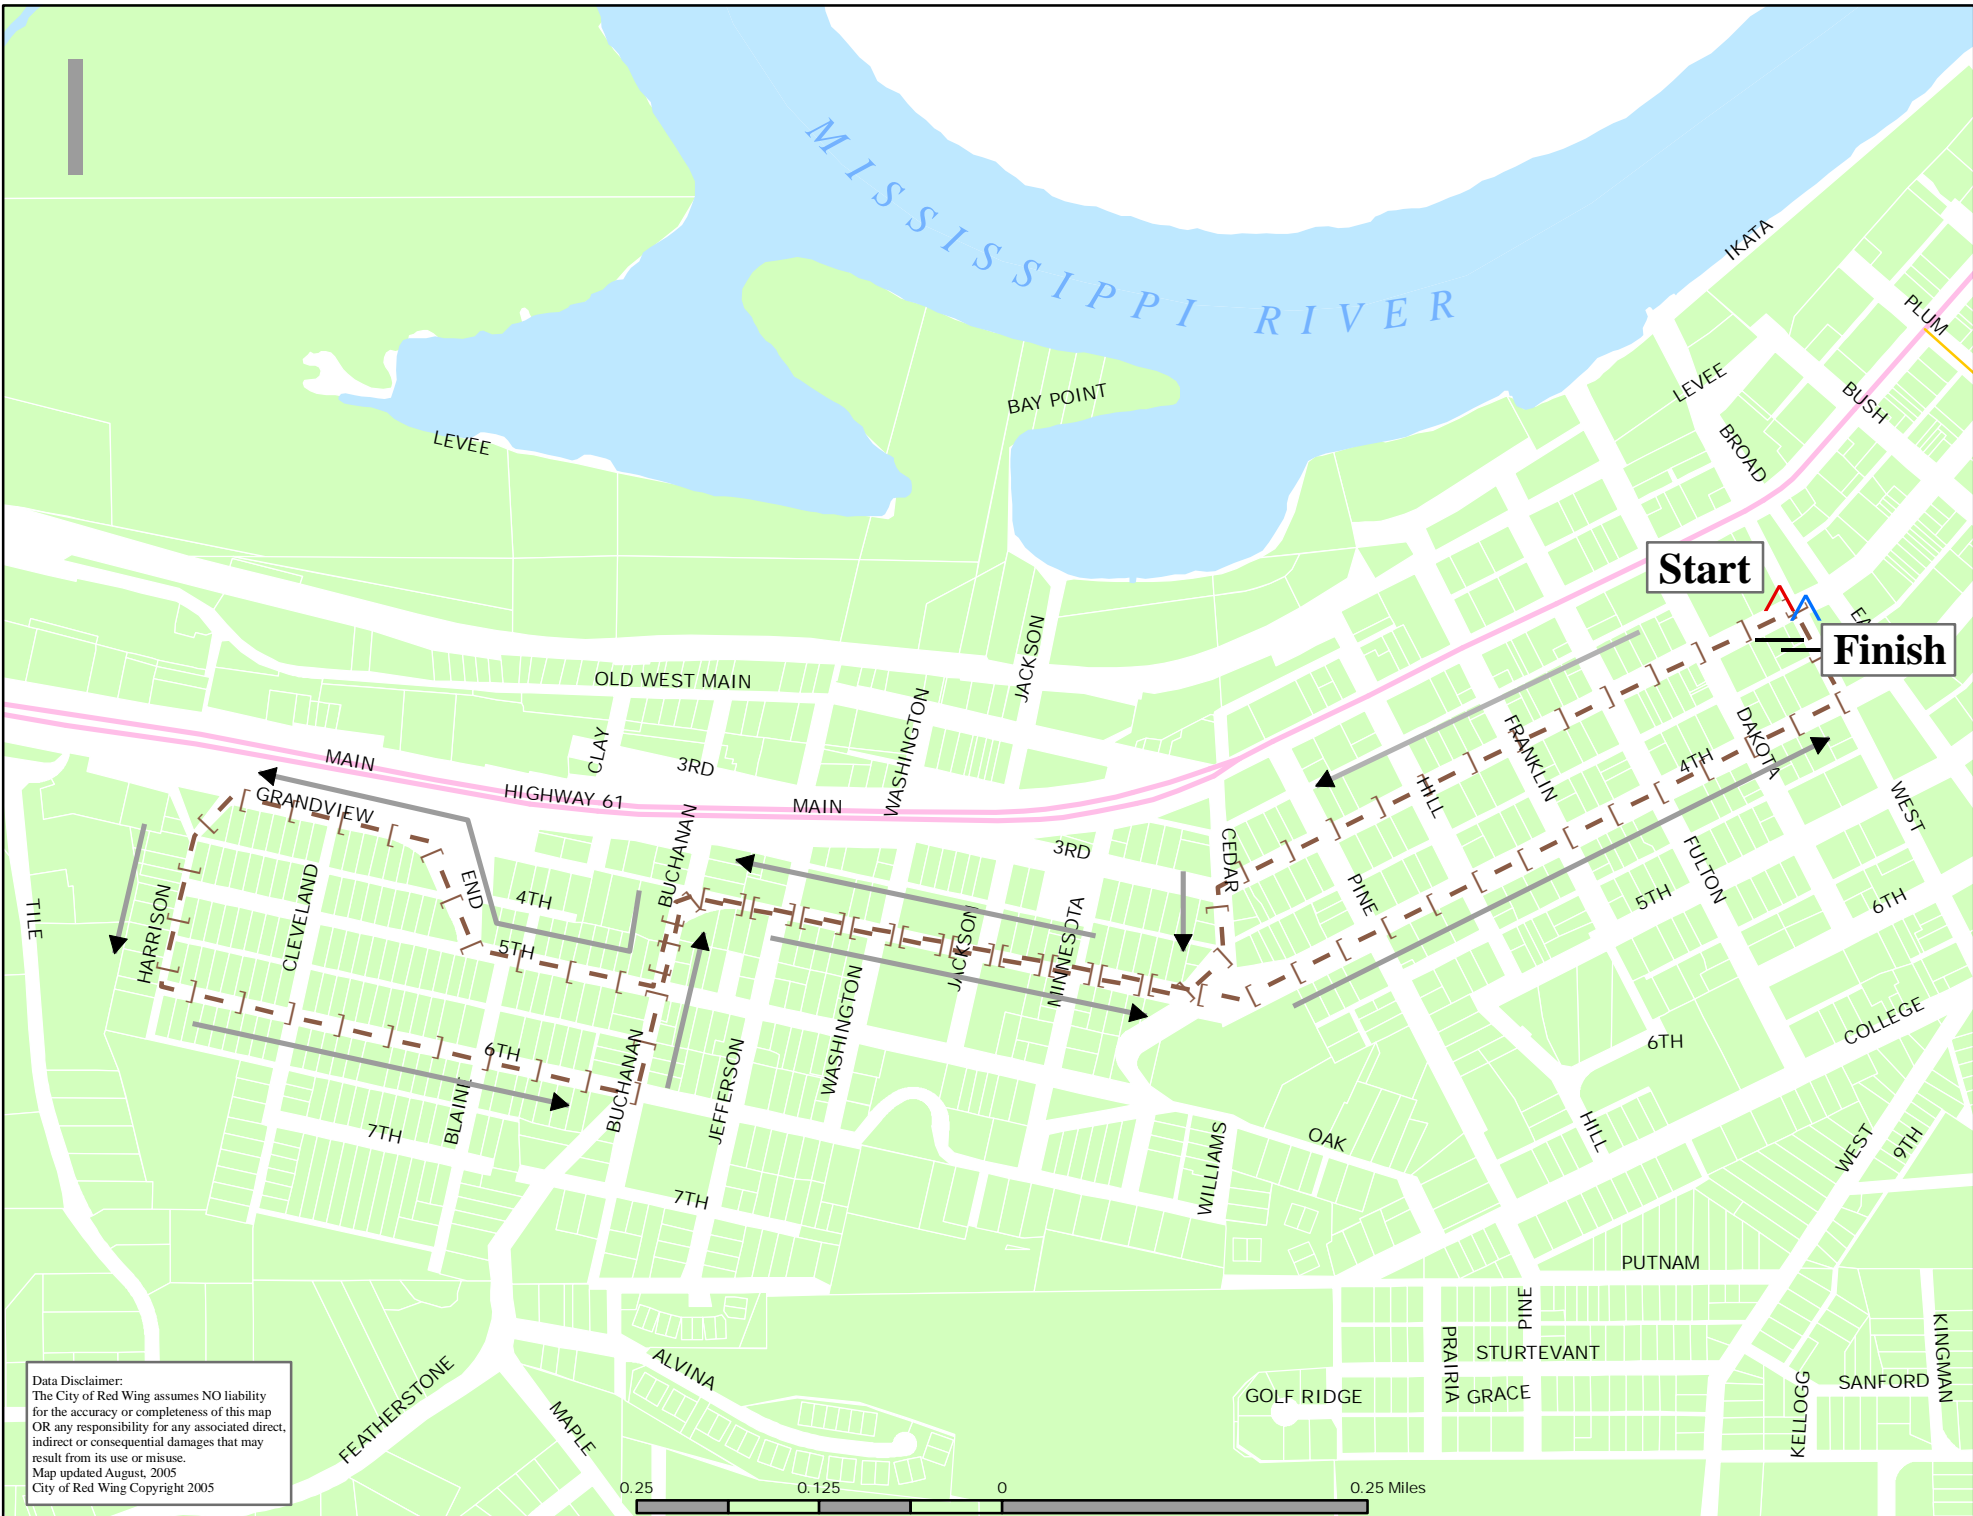 MISSISSIPPI RIVER
IKATA
PLUM
LEVEE
BUSH
BROAD
BAY POINT
LEVEE
Start
Finish
JACKSON
OLD WEST MAIN
WASHINGTON
CLAY
3RD
MAIN
HIGHWAY 61
MAIN
GRANDVIEW
BUCHANAN
3RD
CEDAR
HILL
FRANKLIN
DAKOTA
4TH
WEST
PINE
FULTON
5TH
6TH
TILE
HARRISON
CLEVELAND
END
4TH
5TH
JACKSON
MINNESOTA
WASHINGTON
6TH
BUCHANAN
JEFFERSON
BLAINE
7TH
7TH
WILLIAMS
OAK
6TH
COLLEGE
HILL
WEST
9TH
PUTNAM
PINE
PRAIRIA
STURTEVANT
GRACE
GOLF RIDGE
KELLOGG
SANFORD
KINGMAN
ALVINA
FEATHERSTONE
MAPLE
Data Disclaimer:
The City of Red Wing assumes NO liability
for the accuracy or completeness of this map
OR any responsibility for any associated direct,
indirect or consequential damages that may
result from its use or misuse.
Map updated August, 2005
City of Red Wing Copyright 2005
0.25 0.125 0 0.25 Miles